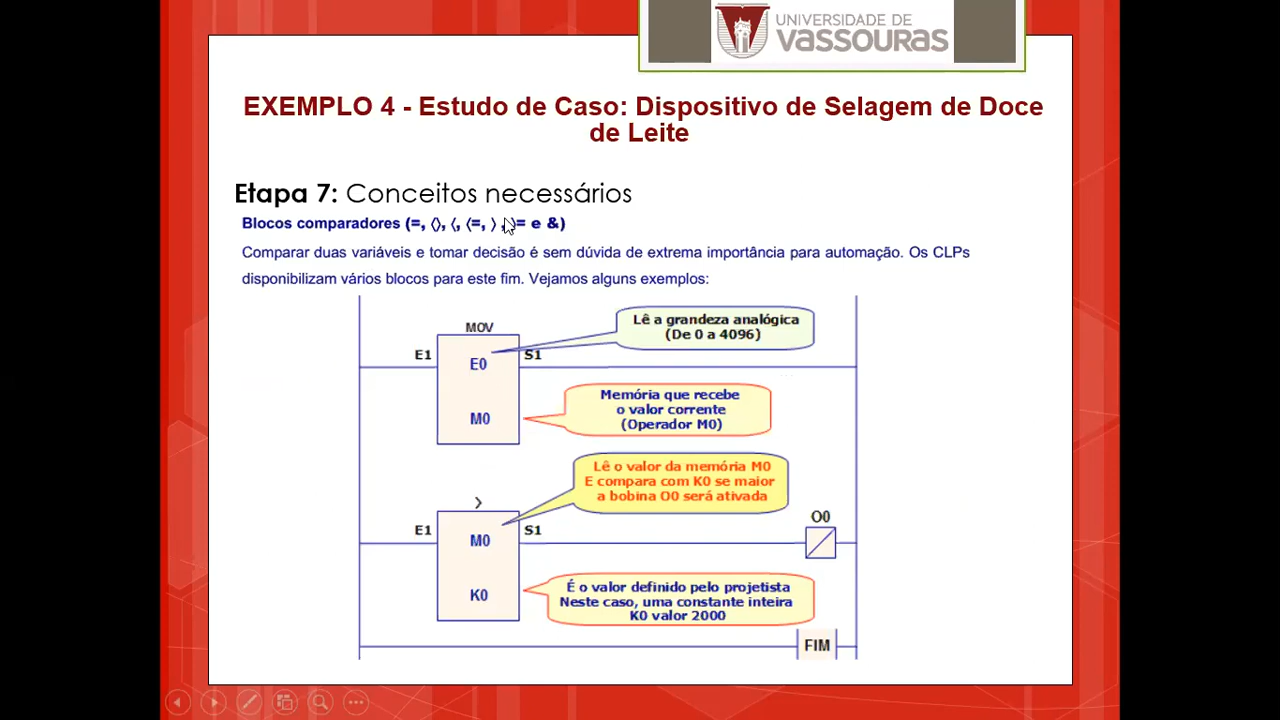 UNIVERSIDADE DE
VASSOURAS
EXEMPLO 4 - Estudo de Caso: Dispositivo de Selagem de Doce
de Leite
Etapa 7: Conceitos necessários
Blocos comparadores (=, 〈〉, 〈, 〈=, 〉, 〉= e &)
Comparar duas variáveis e tomar decisão é sem dúvida de extrema importância para automação. Os CLPs
disponibilizam vários blocos para este fim. Vejamos alguns exemplos:
MOV
E1
E0
S1
M0
Lê a grandeza analógica
(De 0 a 4096)
Memória que recebe
o valor corrente
(Operador M0)
Lê o valor da memória M0
E compara com K0 se maior
a bobina O0 será ativada
〉
E1
M0
S1
K0
O0
É o valor definido pelo projetista
Neste caso, uma constante inteira
K0 valor 2000
FIM